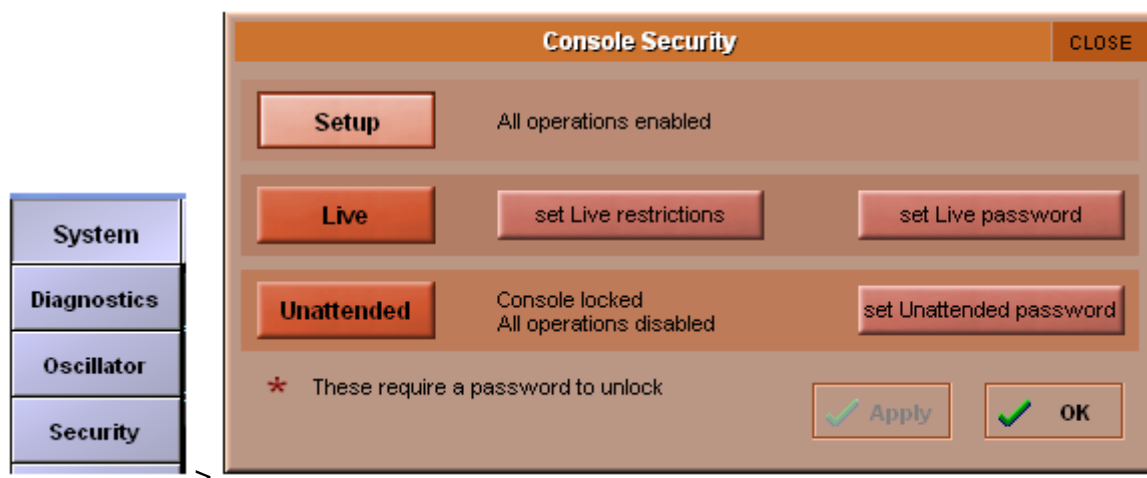 Console Security
CLOSE
Setup
All operations enabled
Live
set Live restrictions
set Live password
Unattended
Console locked
All operations disabled
set Unattended password
* These require a password to unlock
Apply
OK
System
Diagnostics
Oscillator
Security
>